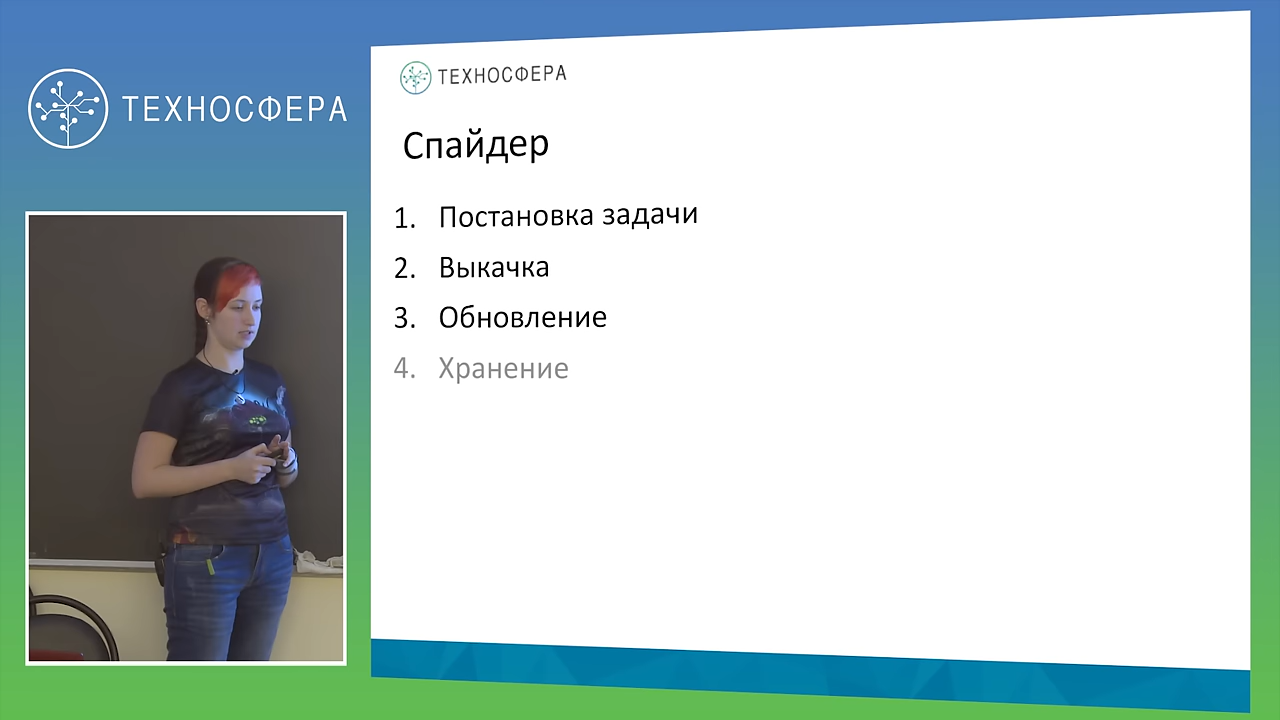 ТЕХНОСФЕРА
ТЕХНОСФЕРА
Спайдер
1. Постановка задачи
2. Выкачка
3. Обновление
4. Хранение